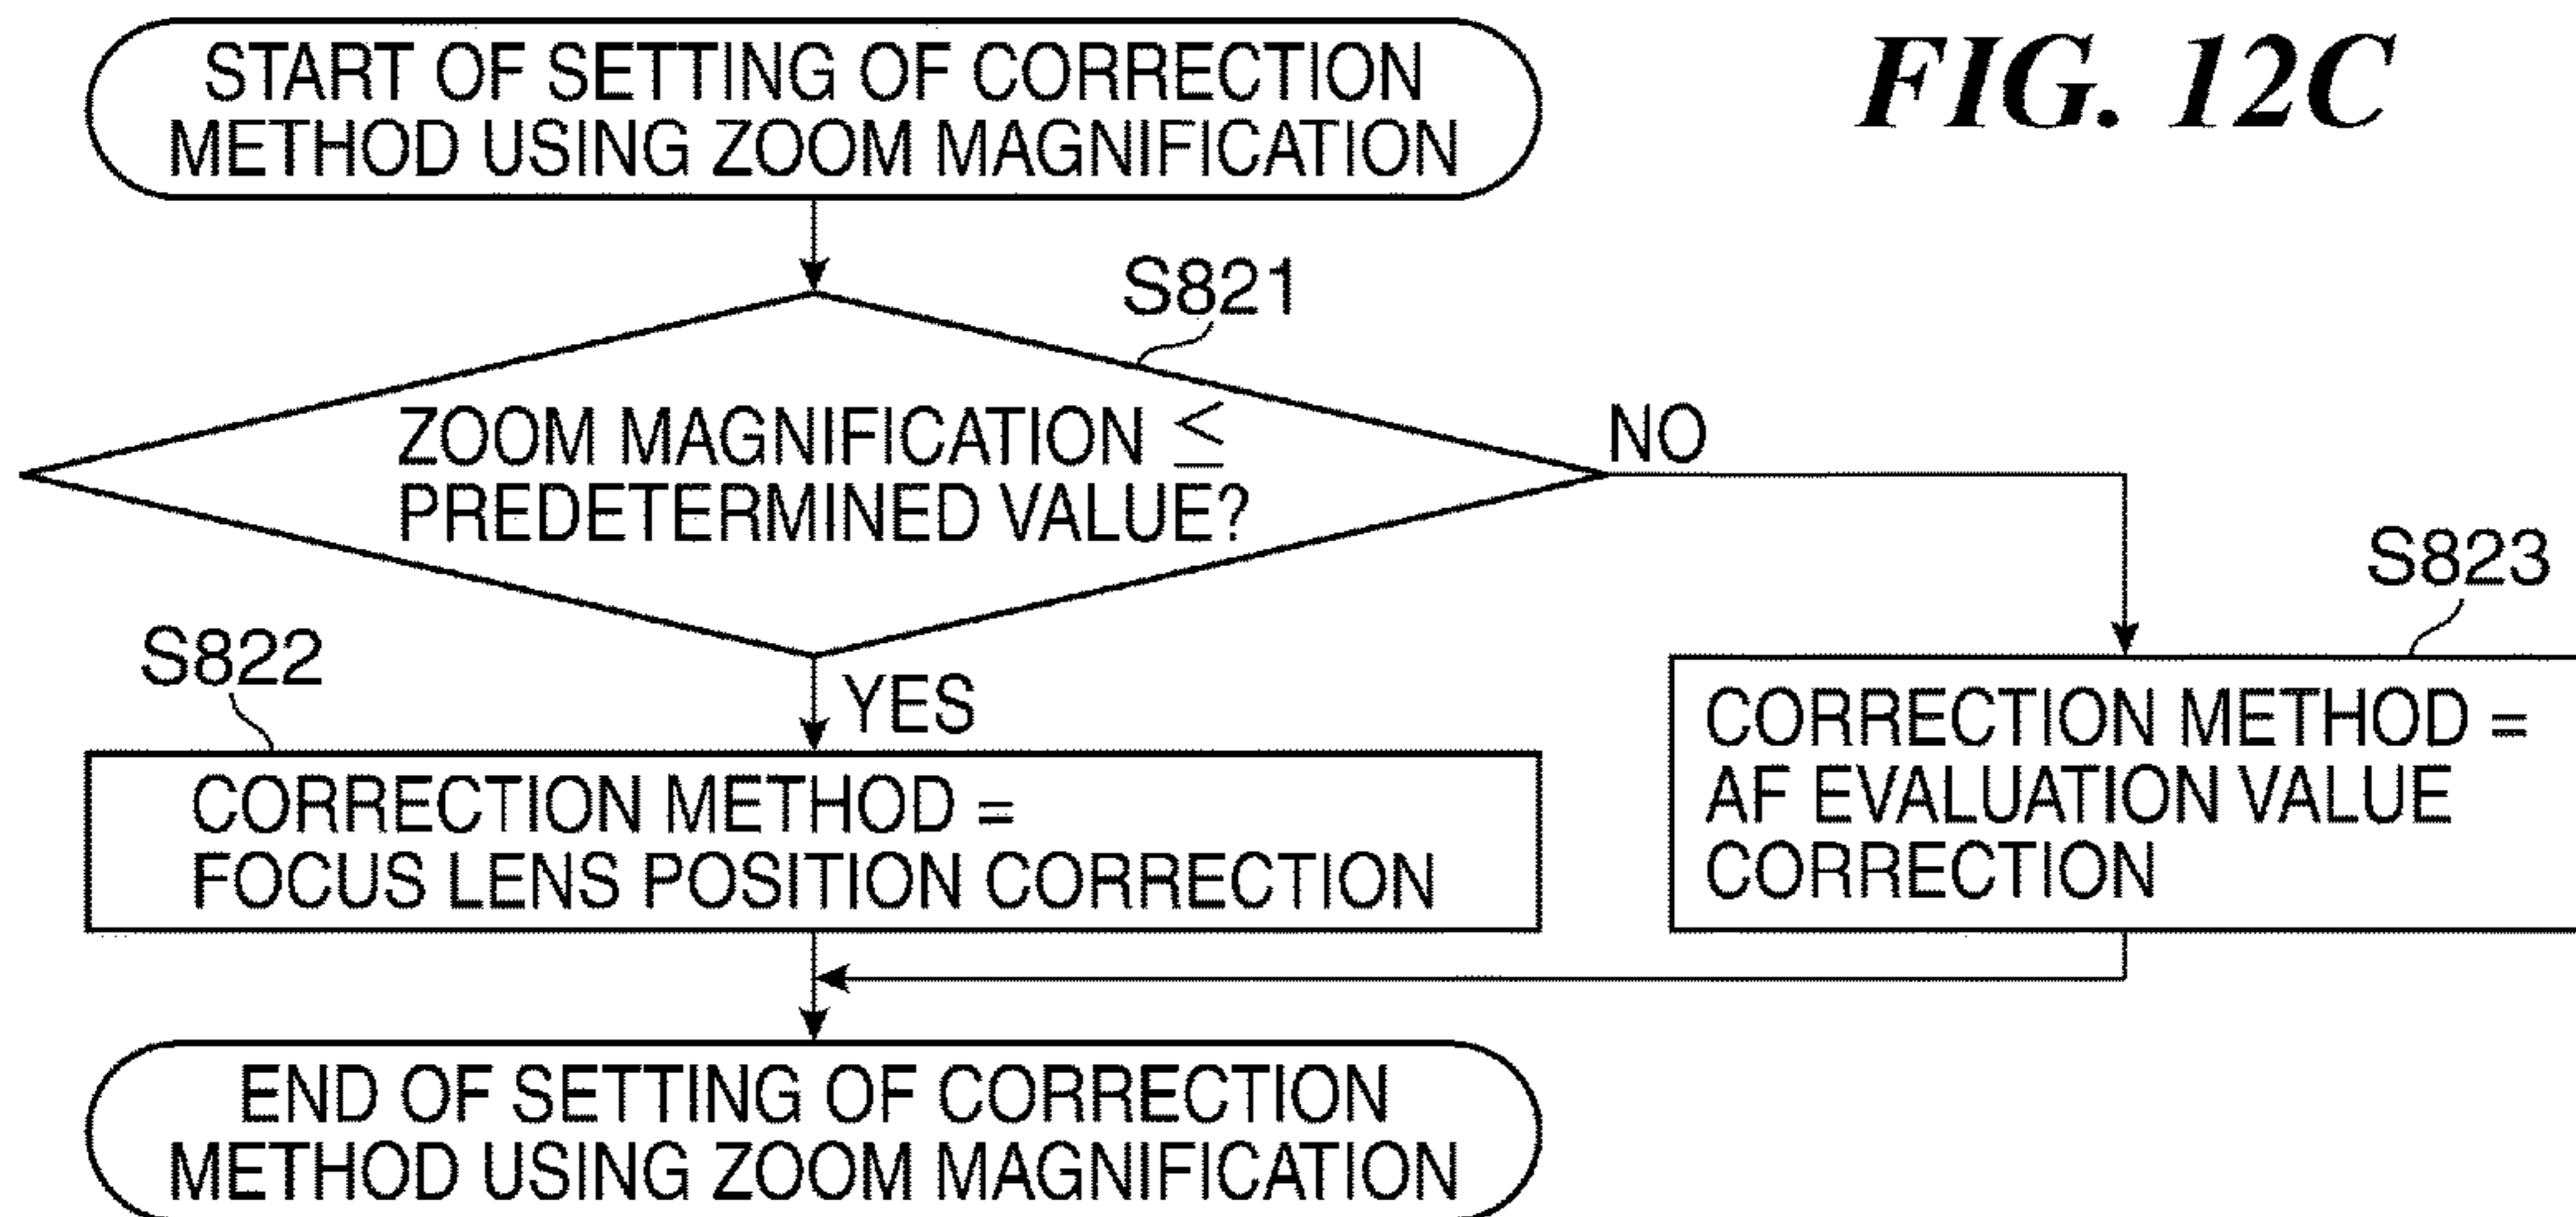 FIG. 12C
START OF SETTING OF CORRECTION
METHOD USING ZOOM MAGNIFICATION
S821
ZOOM MAGNIFICATION ≤
PREDETERMINED VALUE?
NO
YES
S822
CORRECTION METHOD =
FOCUS LENS POSITION CORRECTION
S823
CORRECTION METHOD =
AF EVALUATION VALUE
CORRECTION
END OF SETTING OF CORRECTION
METHOD USING ZOOM MAGNIFICATION